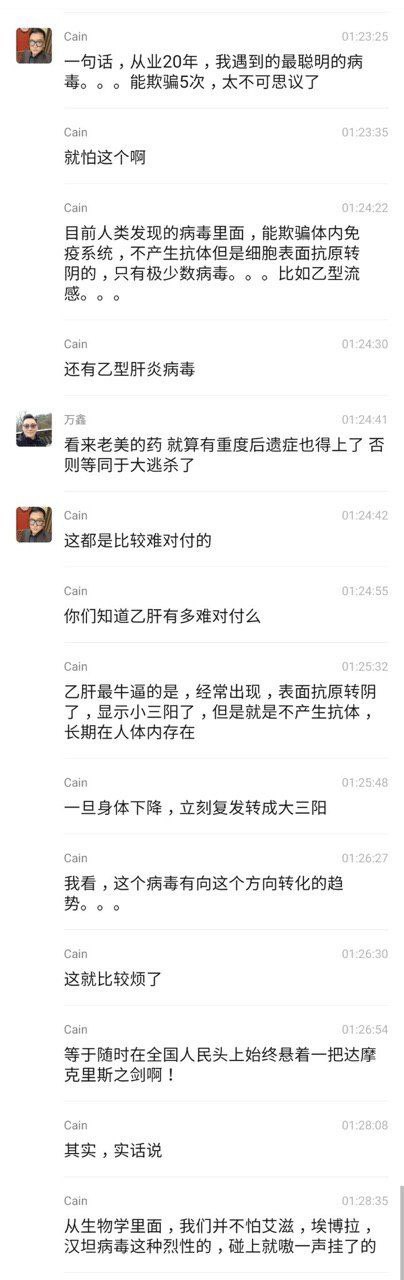 Cain 01:23:25
一句话，从业20年，我遇到的最聪明的病
毒。。。能欺骗5次，太不可思议了
Cain 01:23:35
就怕这个啊
Cain 01:24:22
目前人类发现的病毒里面，能欺骗体内免
疫系统，不产生抗体但是细胞表面抗原转
阴的，只有极少数病毒。。。比如乙型流
感。。。
Cain 01:24:30
还有乙型肝炎病毒
万鑫 01:24:41
看来老美的药 就算有重度后遗症也得上了 否
则等同于大逃杀了
Cain 01:24:42
这都是比较难对付的
Cain 01:24:55
你们知道乙肝有多难对付么
Cain 01:25:32
乙肝最牛逼的是，经常出现，表面抗原转阴
了，显示小三阳了，但是就是不产生抗体，
长期在人体内存在
Cain 01:25:48
一旦身体下降，立刻复发转成大三阳
Cain 01:26:27
我看，这个病毒有向这个方向转化的趋
势。。。
Cain 01:26:30
这就比较烦了
Cain 01:26:54
等于随时在全国人民头上始终悬着一把达摩
克里斯之剑啊！
Cain 01:28:08
其实，实话说
Cain 01:28:35
从生物学里面，我们并不怕艾滋，埃博拉，
汉坦病毒这种烈性的，碰上就嗷一声挂了的